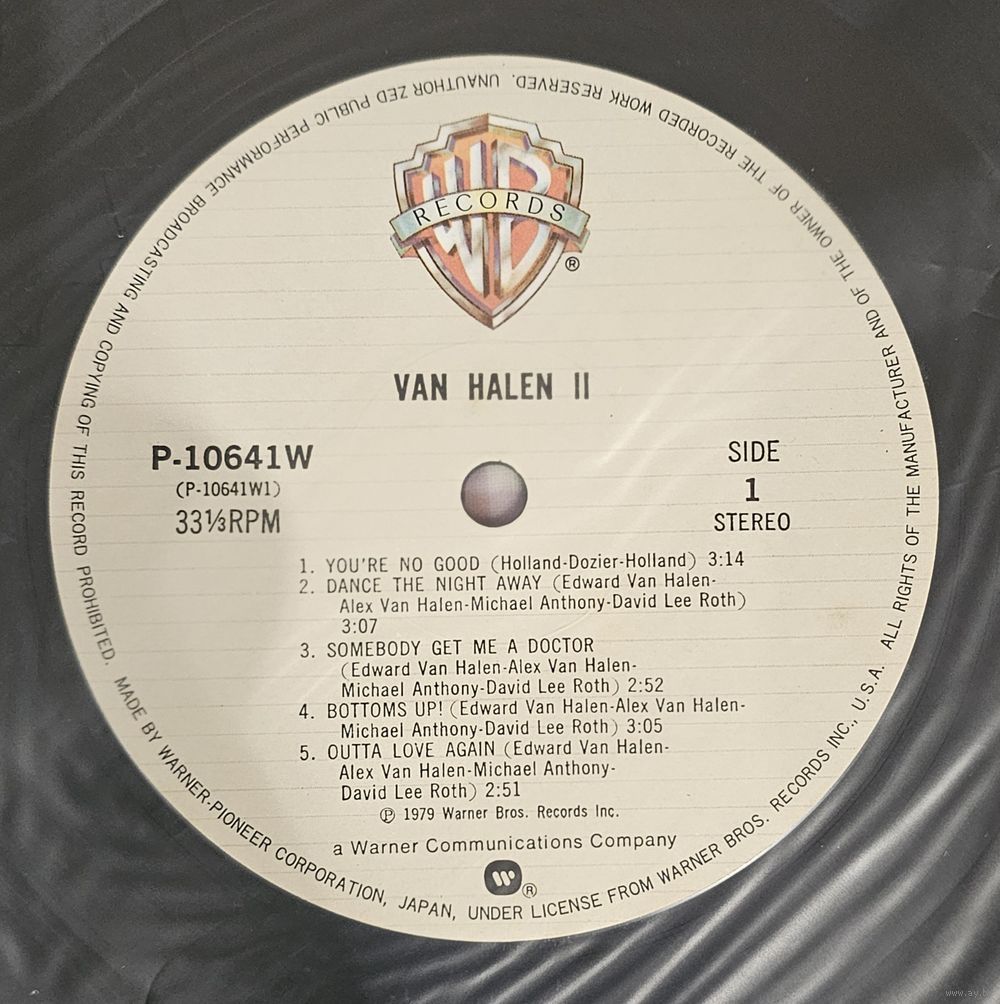 WB
RECORDS
®
VAN HALEN II
P-10641W
(P-10641W1)
33⅓RPM
SIDE
1
STEREO
1. YOU'RE NO GOOD (Holland-Dozier-Holland) 3:14
2. DANCE THE NIGHT AWAY (Edward Van Halen-
Alex Van Halen-Michael Anthony-David Lee Roth)
3:07
3. SOMEBODY GET ME A DOCTOR
(Edward Van Halen-Alex Van Halen-
Michael Anthony-David Lee Roth) 2:52
4. BOTTOMS UP! (Edward Van Halen-Alex Van Halen-
Michael Anthony-David Lee Roth) 3:05
5. OUTTA LOVE AGAIN (Edward Van Halen-
Alex Van Halen-Michael Anthony-
David Lee Roth) 2:51
℗ 1979 Warner Bros. Records Inc.
a Warner Communications Company
®
MADE BY WARNER-PIONEER CORPORATION, JAPAN, UNDER LICENSE FROM WARNER BROS. RECORDS INC., U.S.A. ALL RIGHTS OF THE MANUFACTURER AND OF THE OWNER OF THE RECORDED WORK RESERVED. UNAUTHOR ZED PUBLIC PERFORMANCE BROADCASTING AND COPYING OF THIS RECORD PROHIBITED.